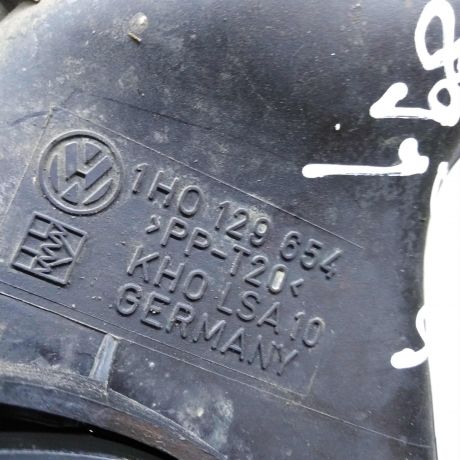 1H0 129 654
>PP-T20<
KHO LSA 10
GERMANY